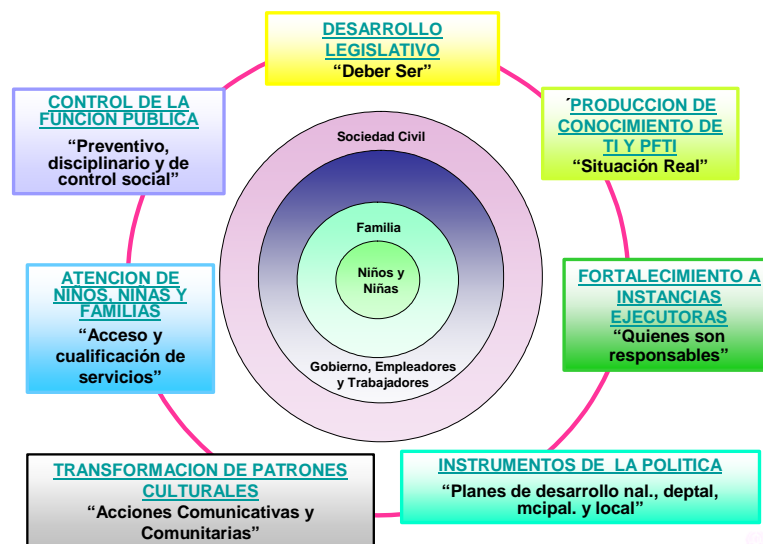 DESARROLLO
LEGISLATIVO
“Deber Ser”
CONTROL DE LA
FUNCION PUBLICA
“Preventivo,
disciplinario y de
control social”
´PRODUCCION DE
CONOCIMIENTO DE
TI Y PFTI
“Situación Real”
Sociedad Civil
Familia
Niños y
Niñas
Gobierno, Empleadores
y Trabajadores
ATENCION DE
NIÑOS, NIÑAS Y
FAMILIAS
“Acceso y
cualificación de
servicios”
FORTALECIMIENTO A
INSTANCIAS
EJECUTORAS
“Quienes son
responsables”
TRANSFORMACION DE PATRONES
CULTURALES
“Acciones Comunicativas y
Comunitarias”
INSTRUMENTOS DE LA POLITICA
“Planes de desarrollo nal., deptal,
mcipal. y local”